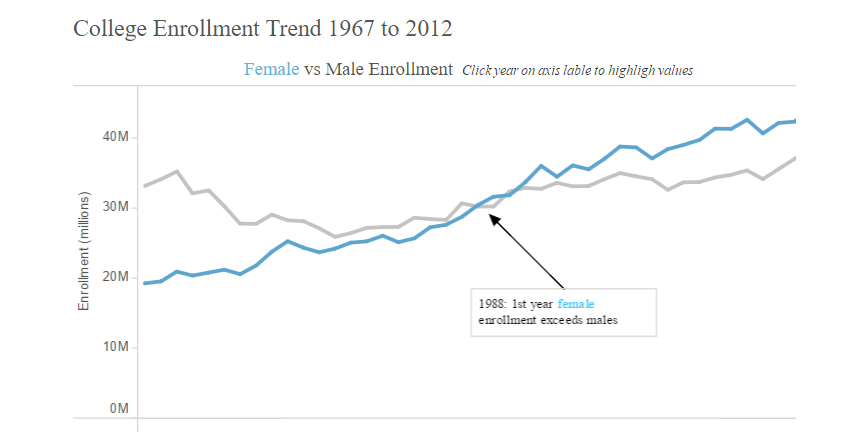 College Enrollment Trend 1967 to 2012
Female vs Male Enrollment Click year on axis lable to highligh values
Enrollment (millions)
40M
30M
20M
10M
0M
1988: 1st year female
enrollment exceeds males